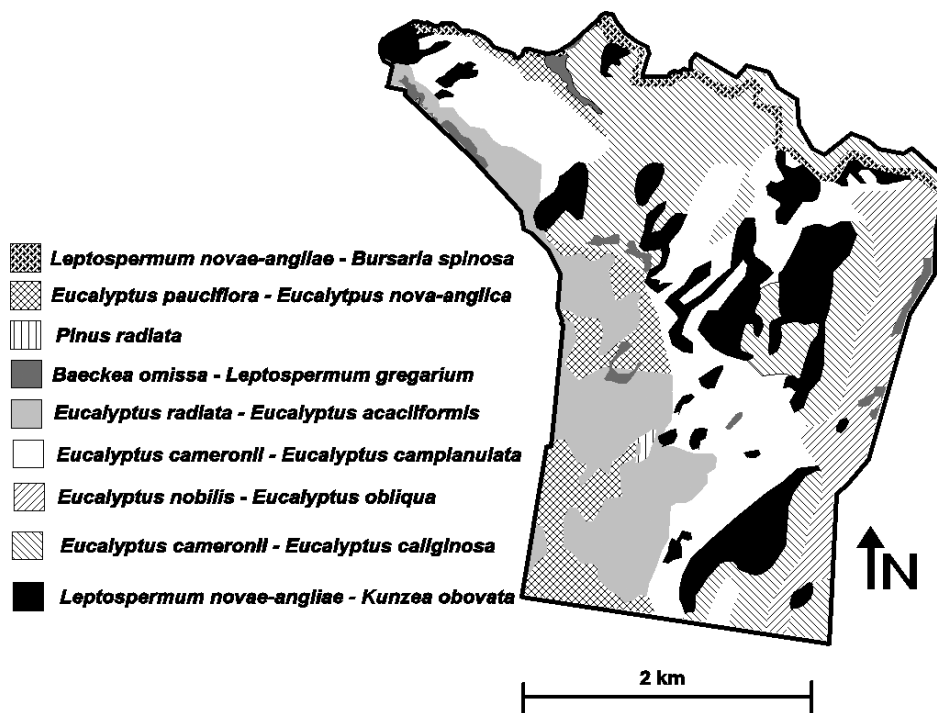 Leptospermum novae-angliae - Bursaria spinosa
Eucalyptus pauciflora - Eucalytpus nova-anglica
Pinus radiata
Baeckea omissa - Leptospermum gregarium
Eucalyptus radiata - Eucalyptus acaciiformis
Eucalyptus cameronii - Eucalyptus campanulata
Eucalyptus nobilis - Eucalyptus obliqua
Eucalyptus cameronii - Eucalyptus caliginosa
Leptospermum novae-angliae - Kunzea obovata
N
2 km